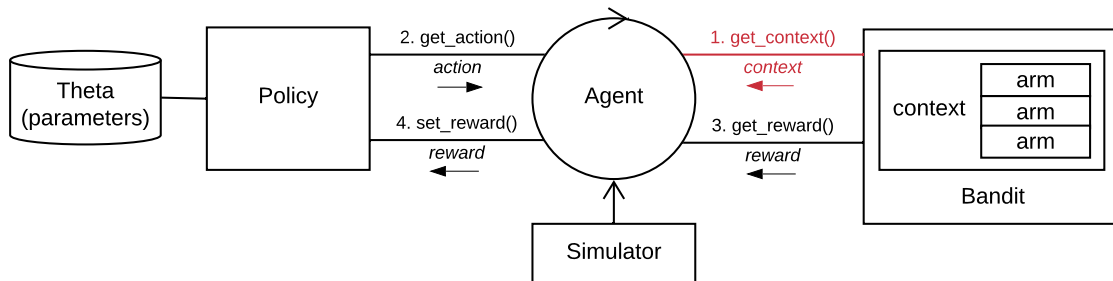 Theta
(parameters)
Policy
2. get_action()
action
4. set_reward()
reward
Agent
1. get_context()
context
3. get_reward()
reward
context
arm
arm
arm
Bandit
Simulator